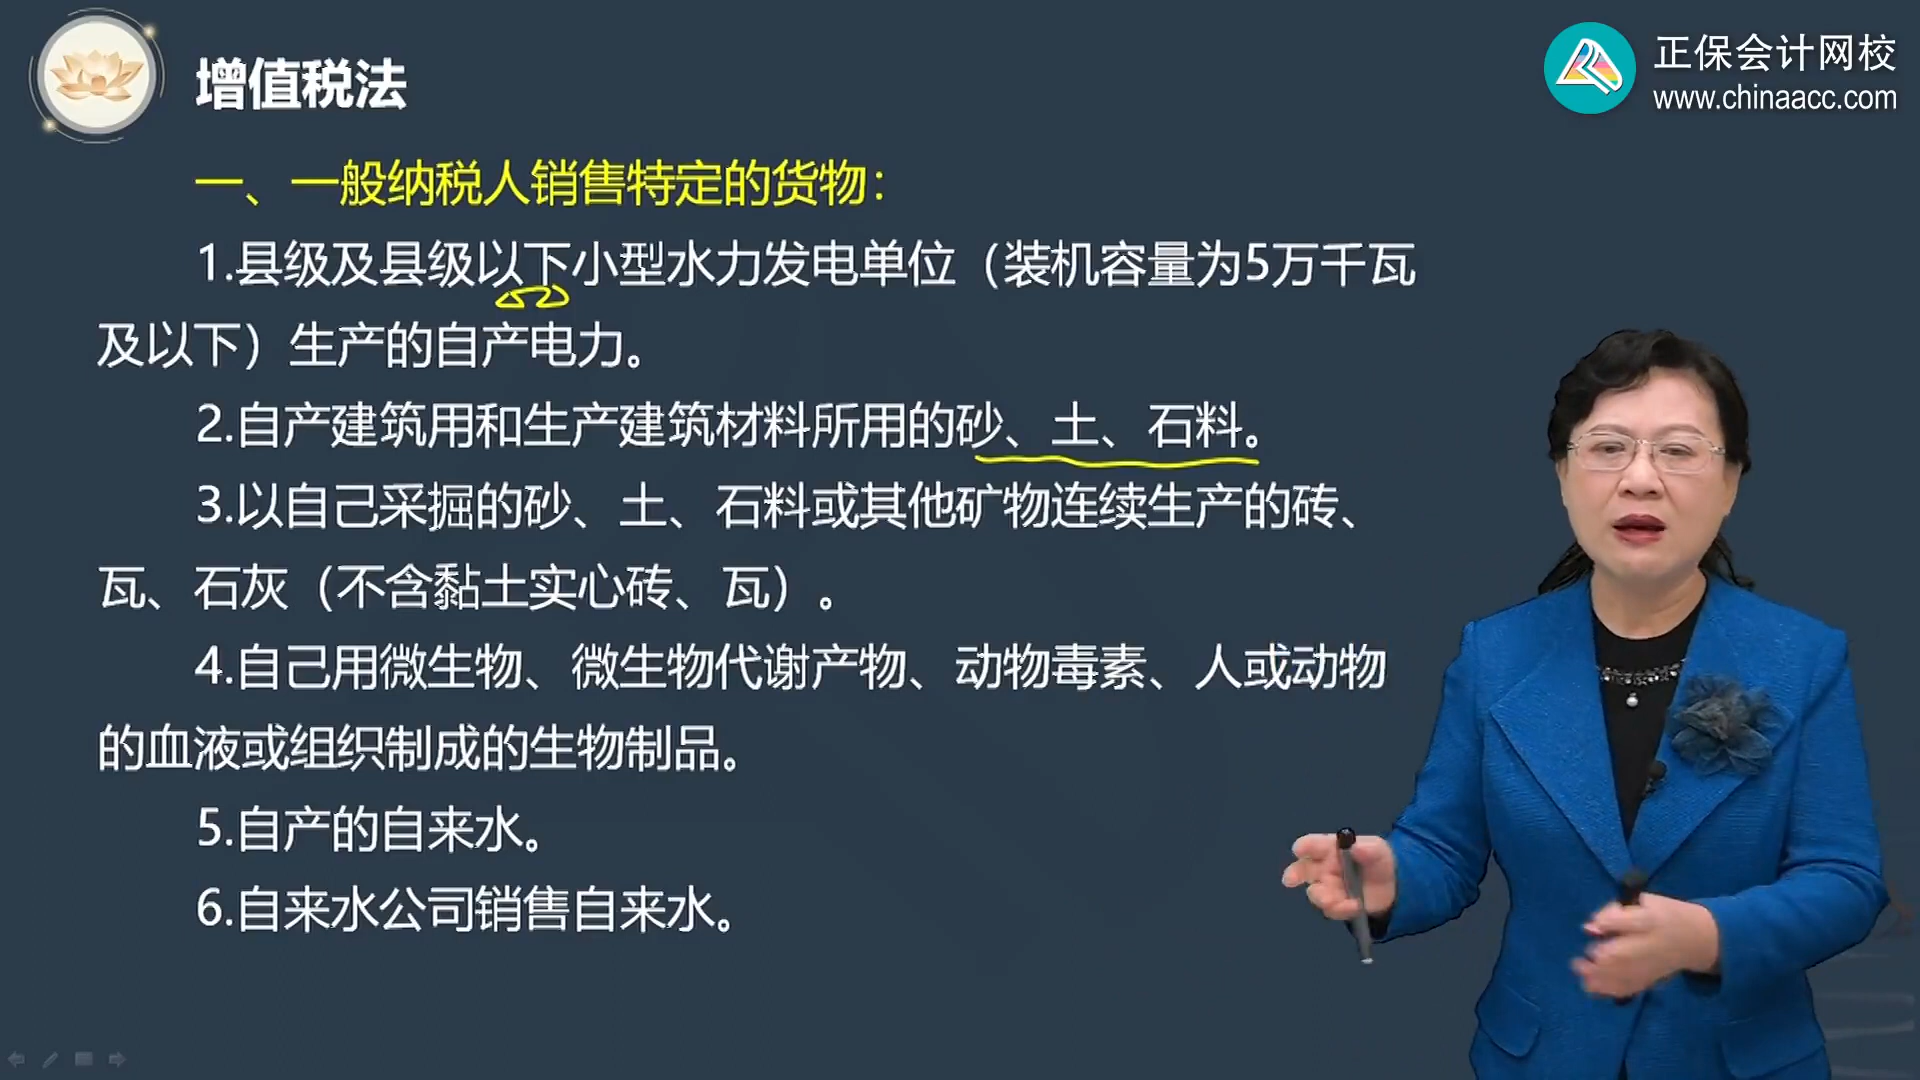 增值税法
正保会计网校
www.chinaacc.com
一、一般纳税人销售特定的货物：
1.县级及县级以下小型水力发电单位（装机容量为5万千瓦
及以下）生产的自产电力。
2.自产建筑用和生产建筑材料所用的砂、土、石料。
3.以自己采掘的砂、土、石料或其他矿物连续生产的砖、
瓦、石灰（不含黏土实心砖、瓦）。
4.自己用微生物、微生物代谢产物、动物毒素、人或动物
的血液或组织制成的生物制品。
5.自产的自来水。
6.自来水公司销售自来水。